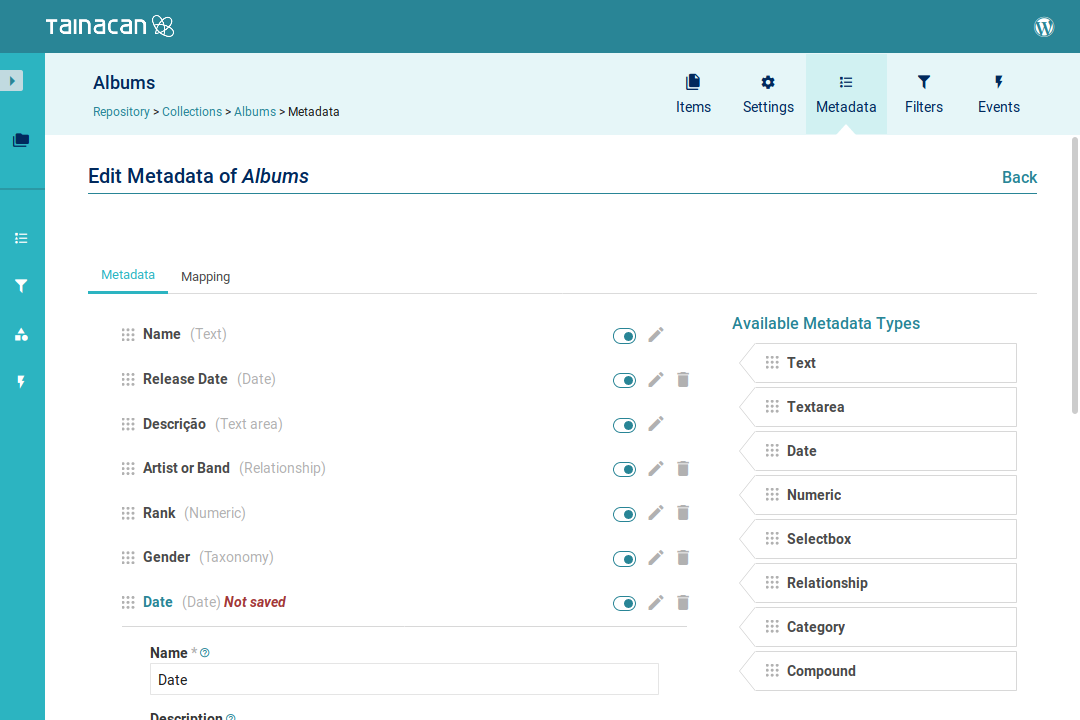 TAINACAN
Albums
Repository > Collections > Albums > Metadata
Items
Settings
Metadata
Filters
Events
Edit Metadata of Albums
Back
Metadata
Mapping
Name (Text)
Release Date (Date)
Descrição (Text area)
Artist or Band (Relationship)
Rank (Numeric)
Gender (Taxonomy)
Date (Date) Not saved
Name * ?
Date
Description ?
Available Metadata Types
Text
Textarea
Date
Numeric
Selectbox
Relationship
Category
Compound